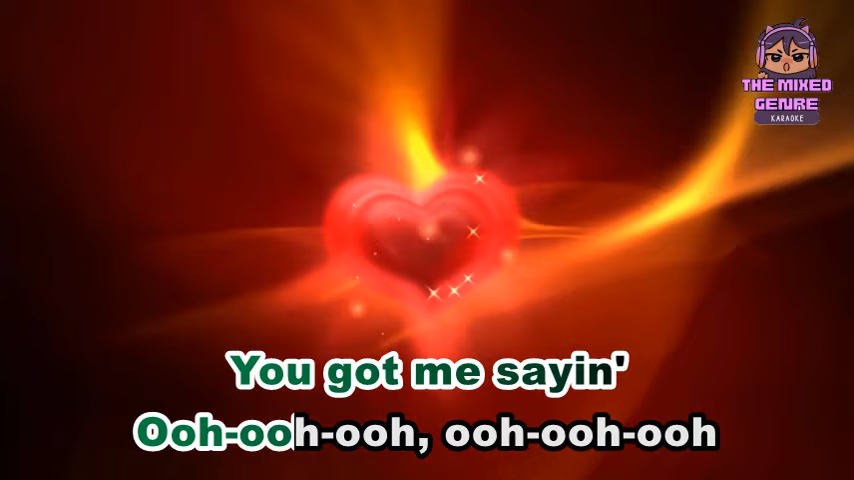 THE MIXED
GENRE
KARAOKE
You got me sayin'
Ooh-ooh-ooh, ooh-ooh-ooh